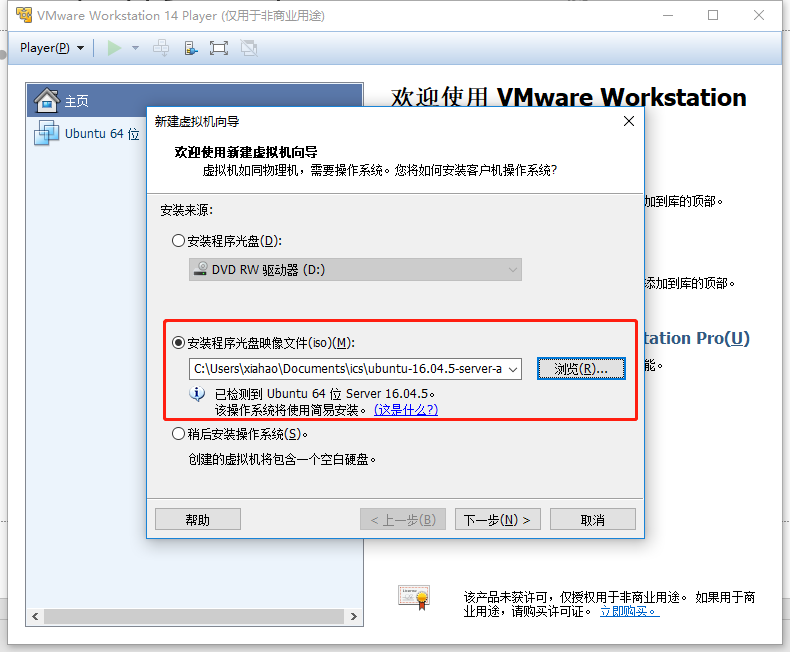 VMware Workstation 14 Player (仅用于非商业用途)
Player(P)
主页
Ubuntu 64 位
欢迎使用 VMware Workstation
加到库的顶部。
添加到库的顶部。
tation Pro(U)
能。
新建虚拟机向导
欢迎使用新建虚拟机向导
虚拟机如同物理机，需要操作系统。您将如何安装客户机操作系统?
安装来源:
安装程序光盘(D):
DVD RW 驱动器 (D:)
安装程序光盘映像文件(iso)(M):
C:\Users\xiahao\Documents\ics\ubuntu-16.04.5-server-a
浏览(R)...
已检测到 Ubuntu 64 位 Server 16.04.5。
该操作系统将使用简易安装。 (这是什么?)
稍后安装操作系统(S)。
创建的虚拟机将包含一个空白硬盘。
帮助
< 上一步(B)
下一步(N) >
取消
该产品未获许可，仅授权用于非商业用途。 如果用于商
业用途，请购买许可证。 立即购买。